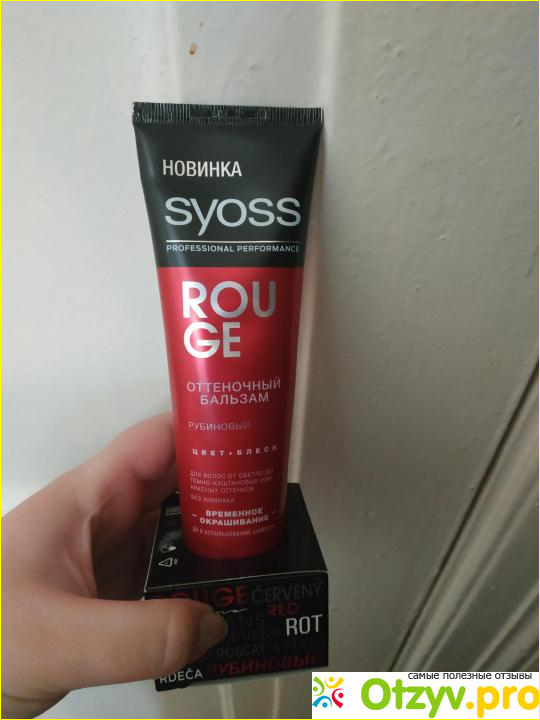 НОВИНКА
syoss
PROFESSIONAL PERFORMANCE
ROU
GE
ОТТЕНОЧНЫЙ
БАЛЬЗАМ
РУБИНОВЫЙ
ЦВЕТ+БЛЕСК
ДЛЯ ВОЛОС ОТ СВЕТЛО ДО
ТЕМНО-КАШТАНОВЫХ ИЛИ
КРАСНЫХ ОТТЕНКОВ
БЕЗ АММИАКА
ВРЕМЕННОЕ
ОКРАШИВАНИЕ
ROUGE ČERVENÝ
RED
ROT
RDEČA РУБИНОВЫЙ
самые полезные отзывы
Otzyv.pro